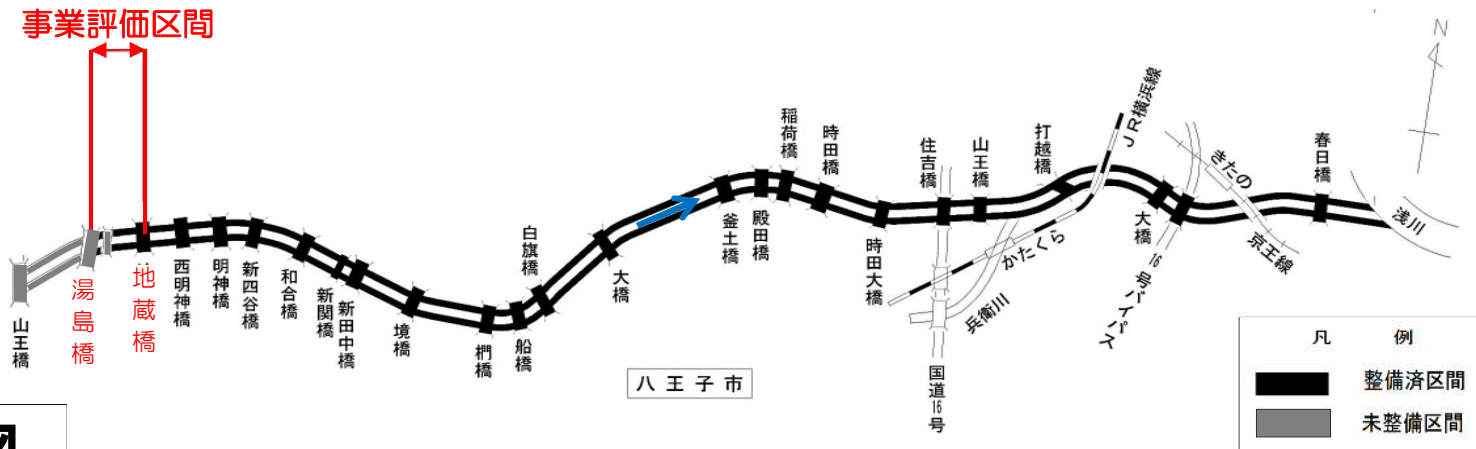 事業評価区間
N
山王橋
湯島橋
地蔵橋
西明神橋
明神橋
新四谷橋
和合橋
新関橋
新田中橋
境橋
椚橋
船橋
白旗橋
大橋
釜土橋
殿田橋
稲荷橋
時田橋
時田大橋
住吉橋
山王橋
打越橋
JR横浜線
かたくら
兵衛川
国道16号
大橋
16号バイパス
きたの
京王線
春日橋
浅川
八王子市
凡例
整備済区間
未整備区間